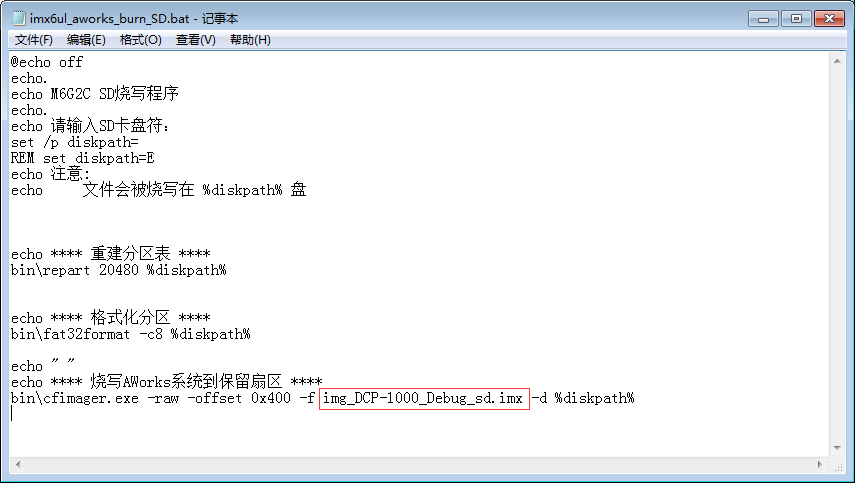 imx6ul_aworks_burn_SD.bat - 记事本
文件(F) 编辑(E) 格式(O) 查看(V) 帮助(H)
@echo off
echo.
echo M6G2C SD烧写程序
echo.
echo 请输入SD卡盘符:
set /p diskpath=
REM set diskpath=E
echo 注意:
echo     文件会被烧写在 %diskpath% 盘
echo **** 重建分区表 ****
bin\repart 20480 %diskpath%
echo **** 格式化分区 ****
bin\fat32format -c8 %diskpath%
echo " "
echo **** 烧写AWorks系统到保留扇区 ****
bin\cfimager.exe -raw -offset 0x400 -f img_DCP-1000_Debug_sd.imx -d %diskpath%